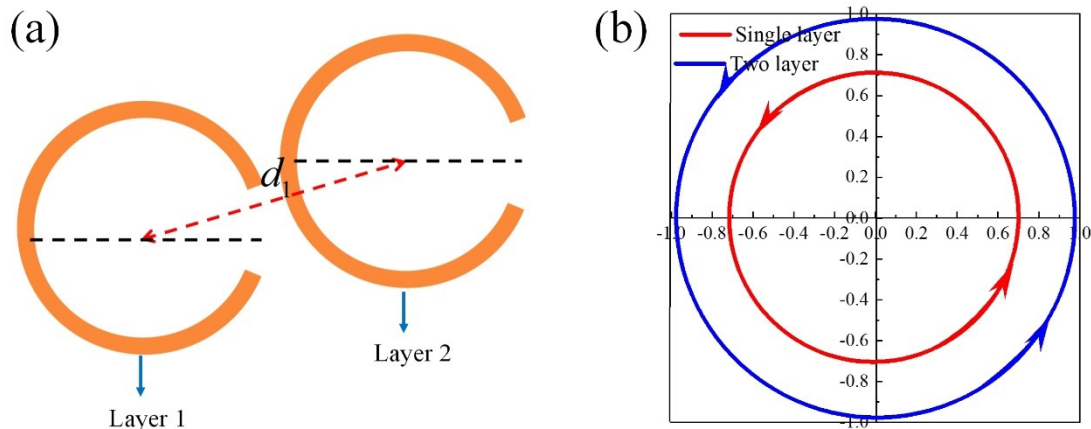 (a)
d1
Layer 1
Layer 2
(b)
Single layer
Two layer
1.0
0.8
0.6
0.4
0.2
0.0
-0.2
-0.4
-0.6
-0.8
-1.0
-1.0 -0.8 -0.6 -0.4 -0.2 0.0 0.2 0.4 0.6 0.8 1.0